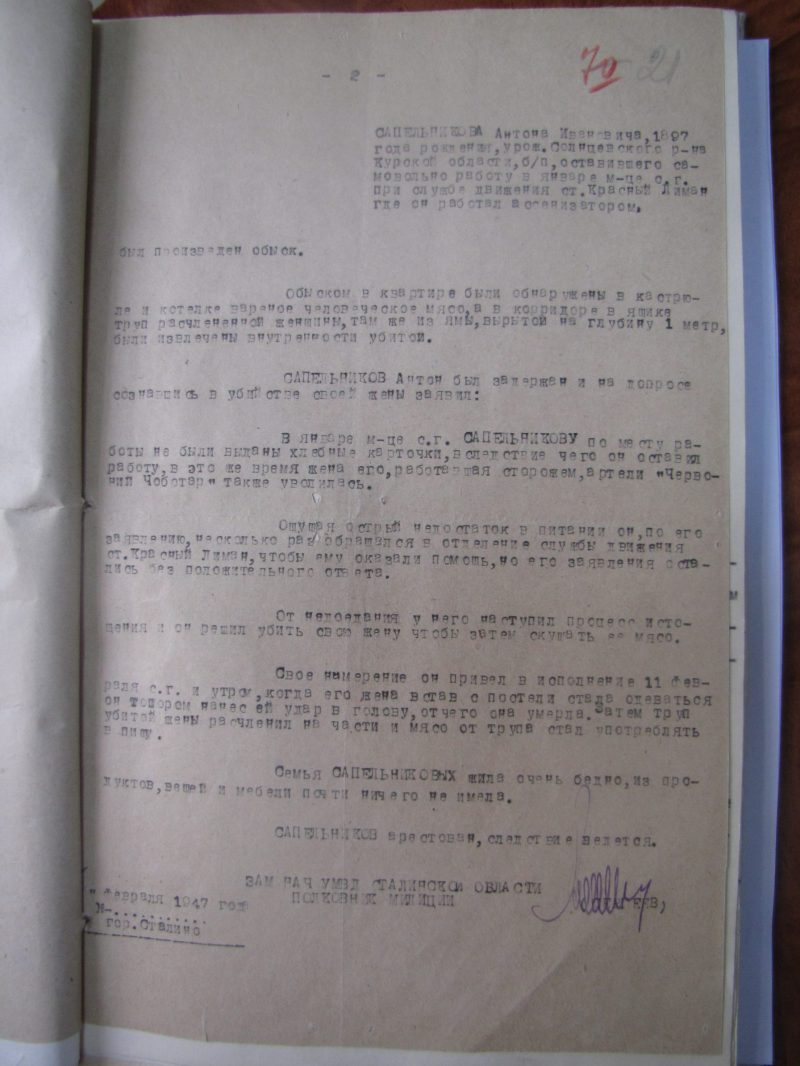 - 2 -
70 21
САПЕЛЬНИКОВА Антона Ивановича, 1897
года рождения, урож. Солнцевского р-на
Курской области, б/п, оставившего са-
мовольно работу в январе м-це с.г.
при службе движения ст. Красный Лиман
где он работал ассенизатором,
был произведен обыск.
Обыском в квартире были обнаружены в кастрю-
ле и котелке вареное человеческое мясо, а в корридоре в ящике
труп расчлененной женщины, там же из ямы, вырытой на глубину 1 метр,
были извлечены внутренности убитой.
САПЕЛЬНИКОВ Антон был задержан и на допросе
сознавшись в убийстве своей жены заявил:
В январе м-це с.г. САПЕЛЬНИКОВУ по месту ра-
боты не были выданы хлебные карточки, вследствие чего он оставил
работу, в это же время жена его, работавшая сторожем, артели "Черво-
ний Чоботар" также уволилась.
Ощущая острый недостаток в питании он, по его
заявлению, несколько раз обращался в отделение службы движения
ст. Красный Лиман, чтобы ему оказали помощь, но его заявления оста-
лись без положительного ответа.
От недоедания у него наступил процесс исто-
щения и он решил убить свою жену чтобы затем скушать ее мясо.
Свое намерение он привел в исполнение 11 фев-
раля с.г. и утром, когда его жена встав с постели стала одеваться
он топором нанес ей удар в голову, отчего она умерла. Затем труп
убитой жены расчленил на части и мясо от трупа стал употреблять
в пищу.
Семья САПЕЛЬНИКОВЫХ жила очень бедно, из про-
дуктов, вещей и мебели почти ничего не имела.
САПЕЛЬНИКОВ арестован, следствие ведется.
ЗАМ НАЧ УМВД СТАЛИНСКОЙ ОБЛАСТИ
ПОЛКОВНИК МИЛИЦИИ
" февраля 1947 год
№-..........
гор. Сталино